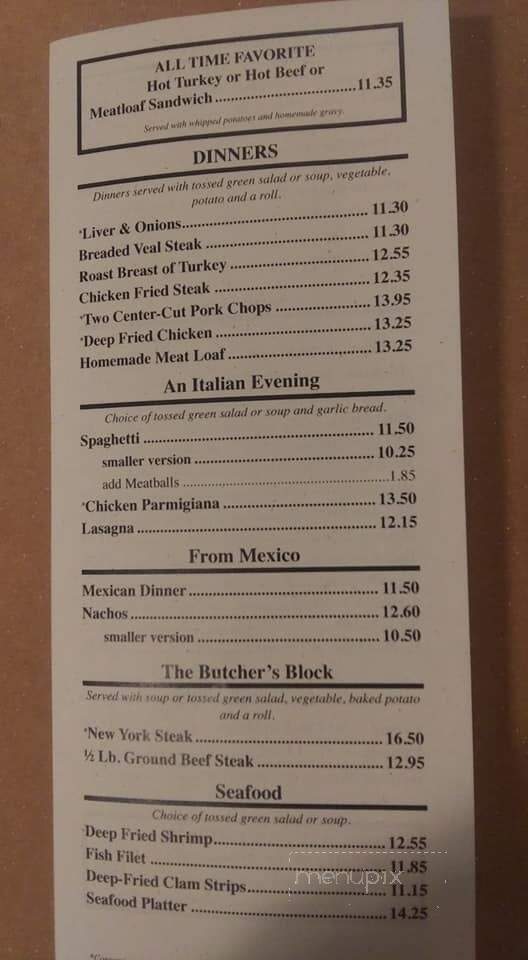 ALL TIME FAVORITE
Hot Turkey or Hot Beef or
Meatloaf Sandwich....................................11.35
Served with whipped potatoes and homemade gravy.
DINNERS
Dinners served with tossed green salad or soup, vegetable,
potato and a roll.
*Liver & Onions................................................ 11.30
Breaded Veal Steak .......................................... 11.30
Roast Breast of Turkey .................................... 12.55
Chicken Fried Steak ........................................ 12.35
*Two Center-Cut Pork Chops ......................... 13.95
*Deep Fried Chicken ....................................... 13.25
Homemade Meat Loaf..................................... 13.25
An Italian Evening
Choice of tossed green salad or soup and garlic bread.
Spaghetti .......................................................... 11.50
smaller version .............................................. 10.25
add Meatballs ..................................................1.85
*Chicken Parmigiana ....................................... 13.50
Lasagna ............................................................ 12.15
From Mexico
Mexican Dinner................................................ 11.50
Nachos.............................................................. 12.60
smaller version .............................................. 10.50
The Butcher's Block
Served with soup or tossed green salad, vegetable, baked potato
and a roll.
*New York Steak .............................................. 16.50
½ Lb. Ground Beef Steak ............................... 12.95
Seafood
Choice of tossed green salad or soup.
Deep Fried Shrimp........................................... 12.55
Fish Filet .......................................................... 11.85
Deep-Fried Clam Strips................................... 11.15
Seafood Platter ................................................ 14.25
menupix